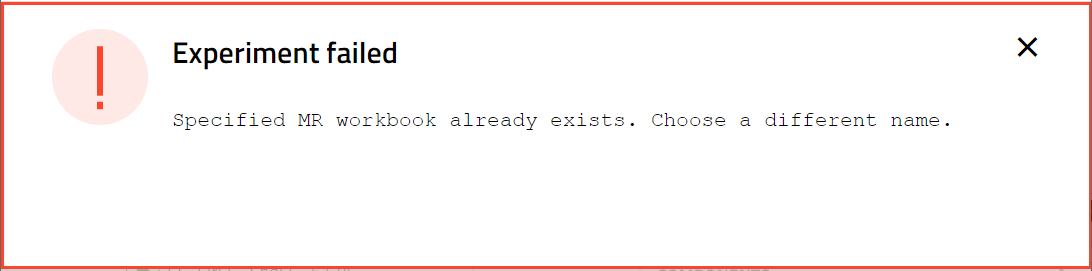 Experiment failed
Specified MR workbook already exists. Choose a different name.